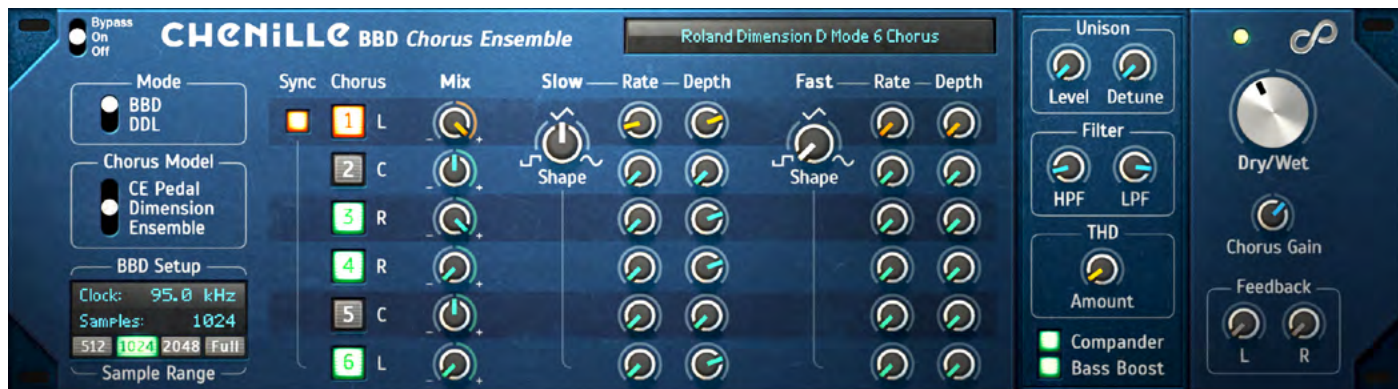 Bypass
On
Off
CHENiLLE BBD Chorus Ensemble
Roland Dimension D Mode 6 Chorus
Mode
BBD
DDL
Chorus Model
CE Pedal
Dimension
Ensemble
BBD Setup
Clock: 95.0 kHz
Samples: 1024
512 1024 2048 Full
Sample Range
Sync Chorus Mix Slow Rate Depth Fast Rate Depth
1 L
2 C
3 R
4 R
5 C
6 L
- +
- +
- +
- +
- +
- +
Shape
Shape
Unison
Level Detune
Filter
HPF LPF
THD
Amount
Compander
Bass Boost
Dry/Wet
Chorus Gain
Feedback
L R